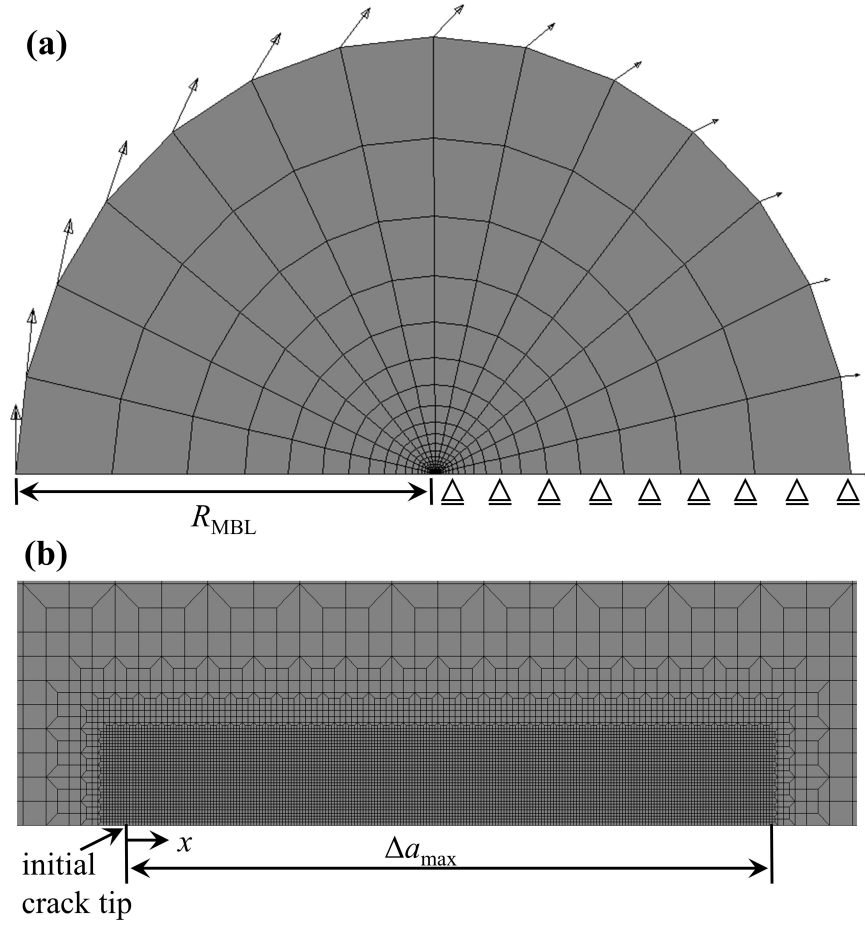 (a)
R_MBL
(b)
x
Δa_max
initial
crack tip